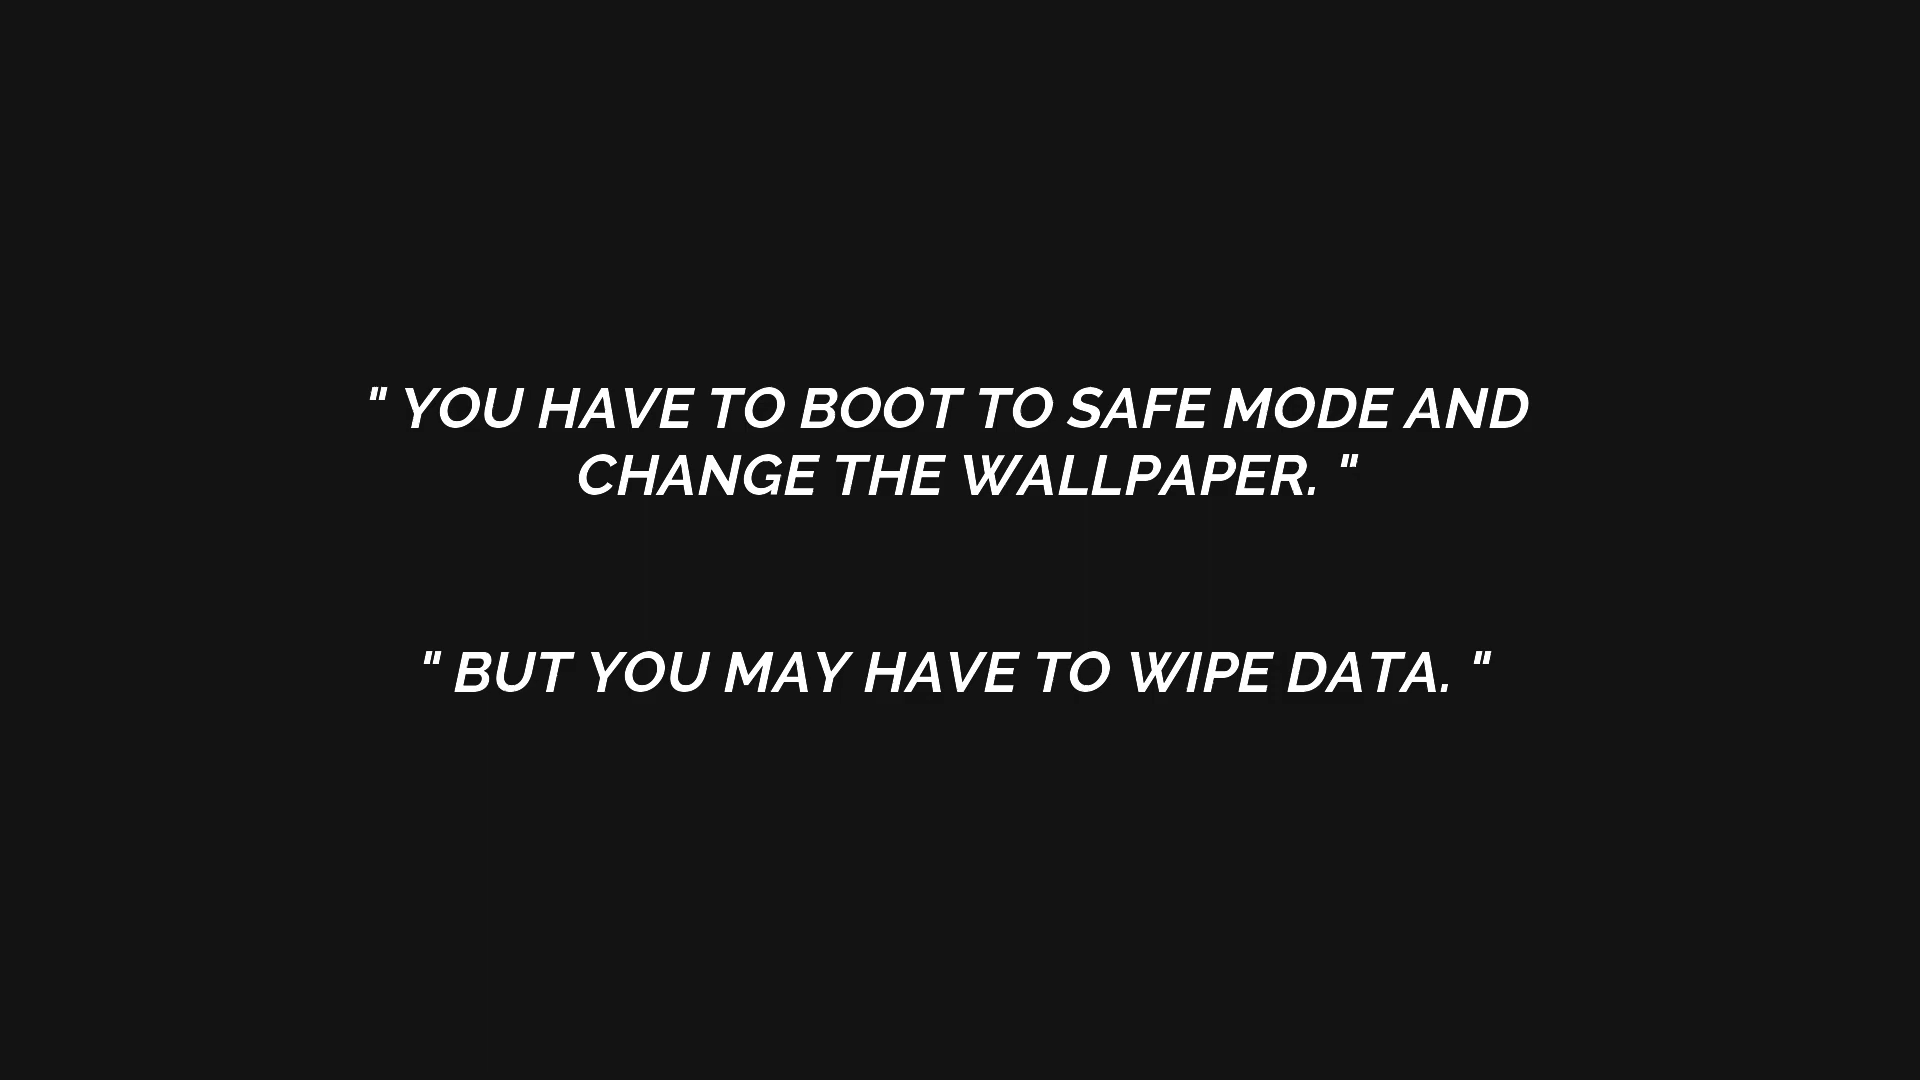 " YOU HAVE TO BOOT TO SAFE MODE AND
CHANGE THE WALLPAPER. "
" BUT YOU MAY HAVE TO WIPE DATA. "